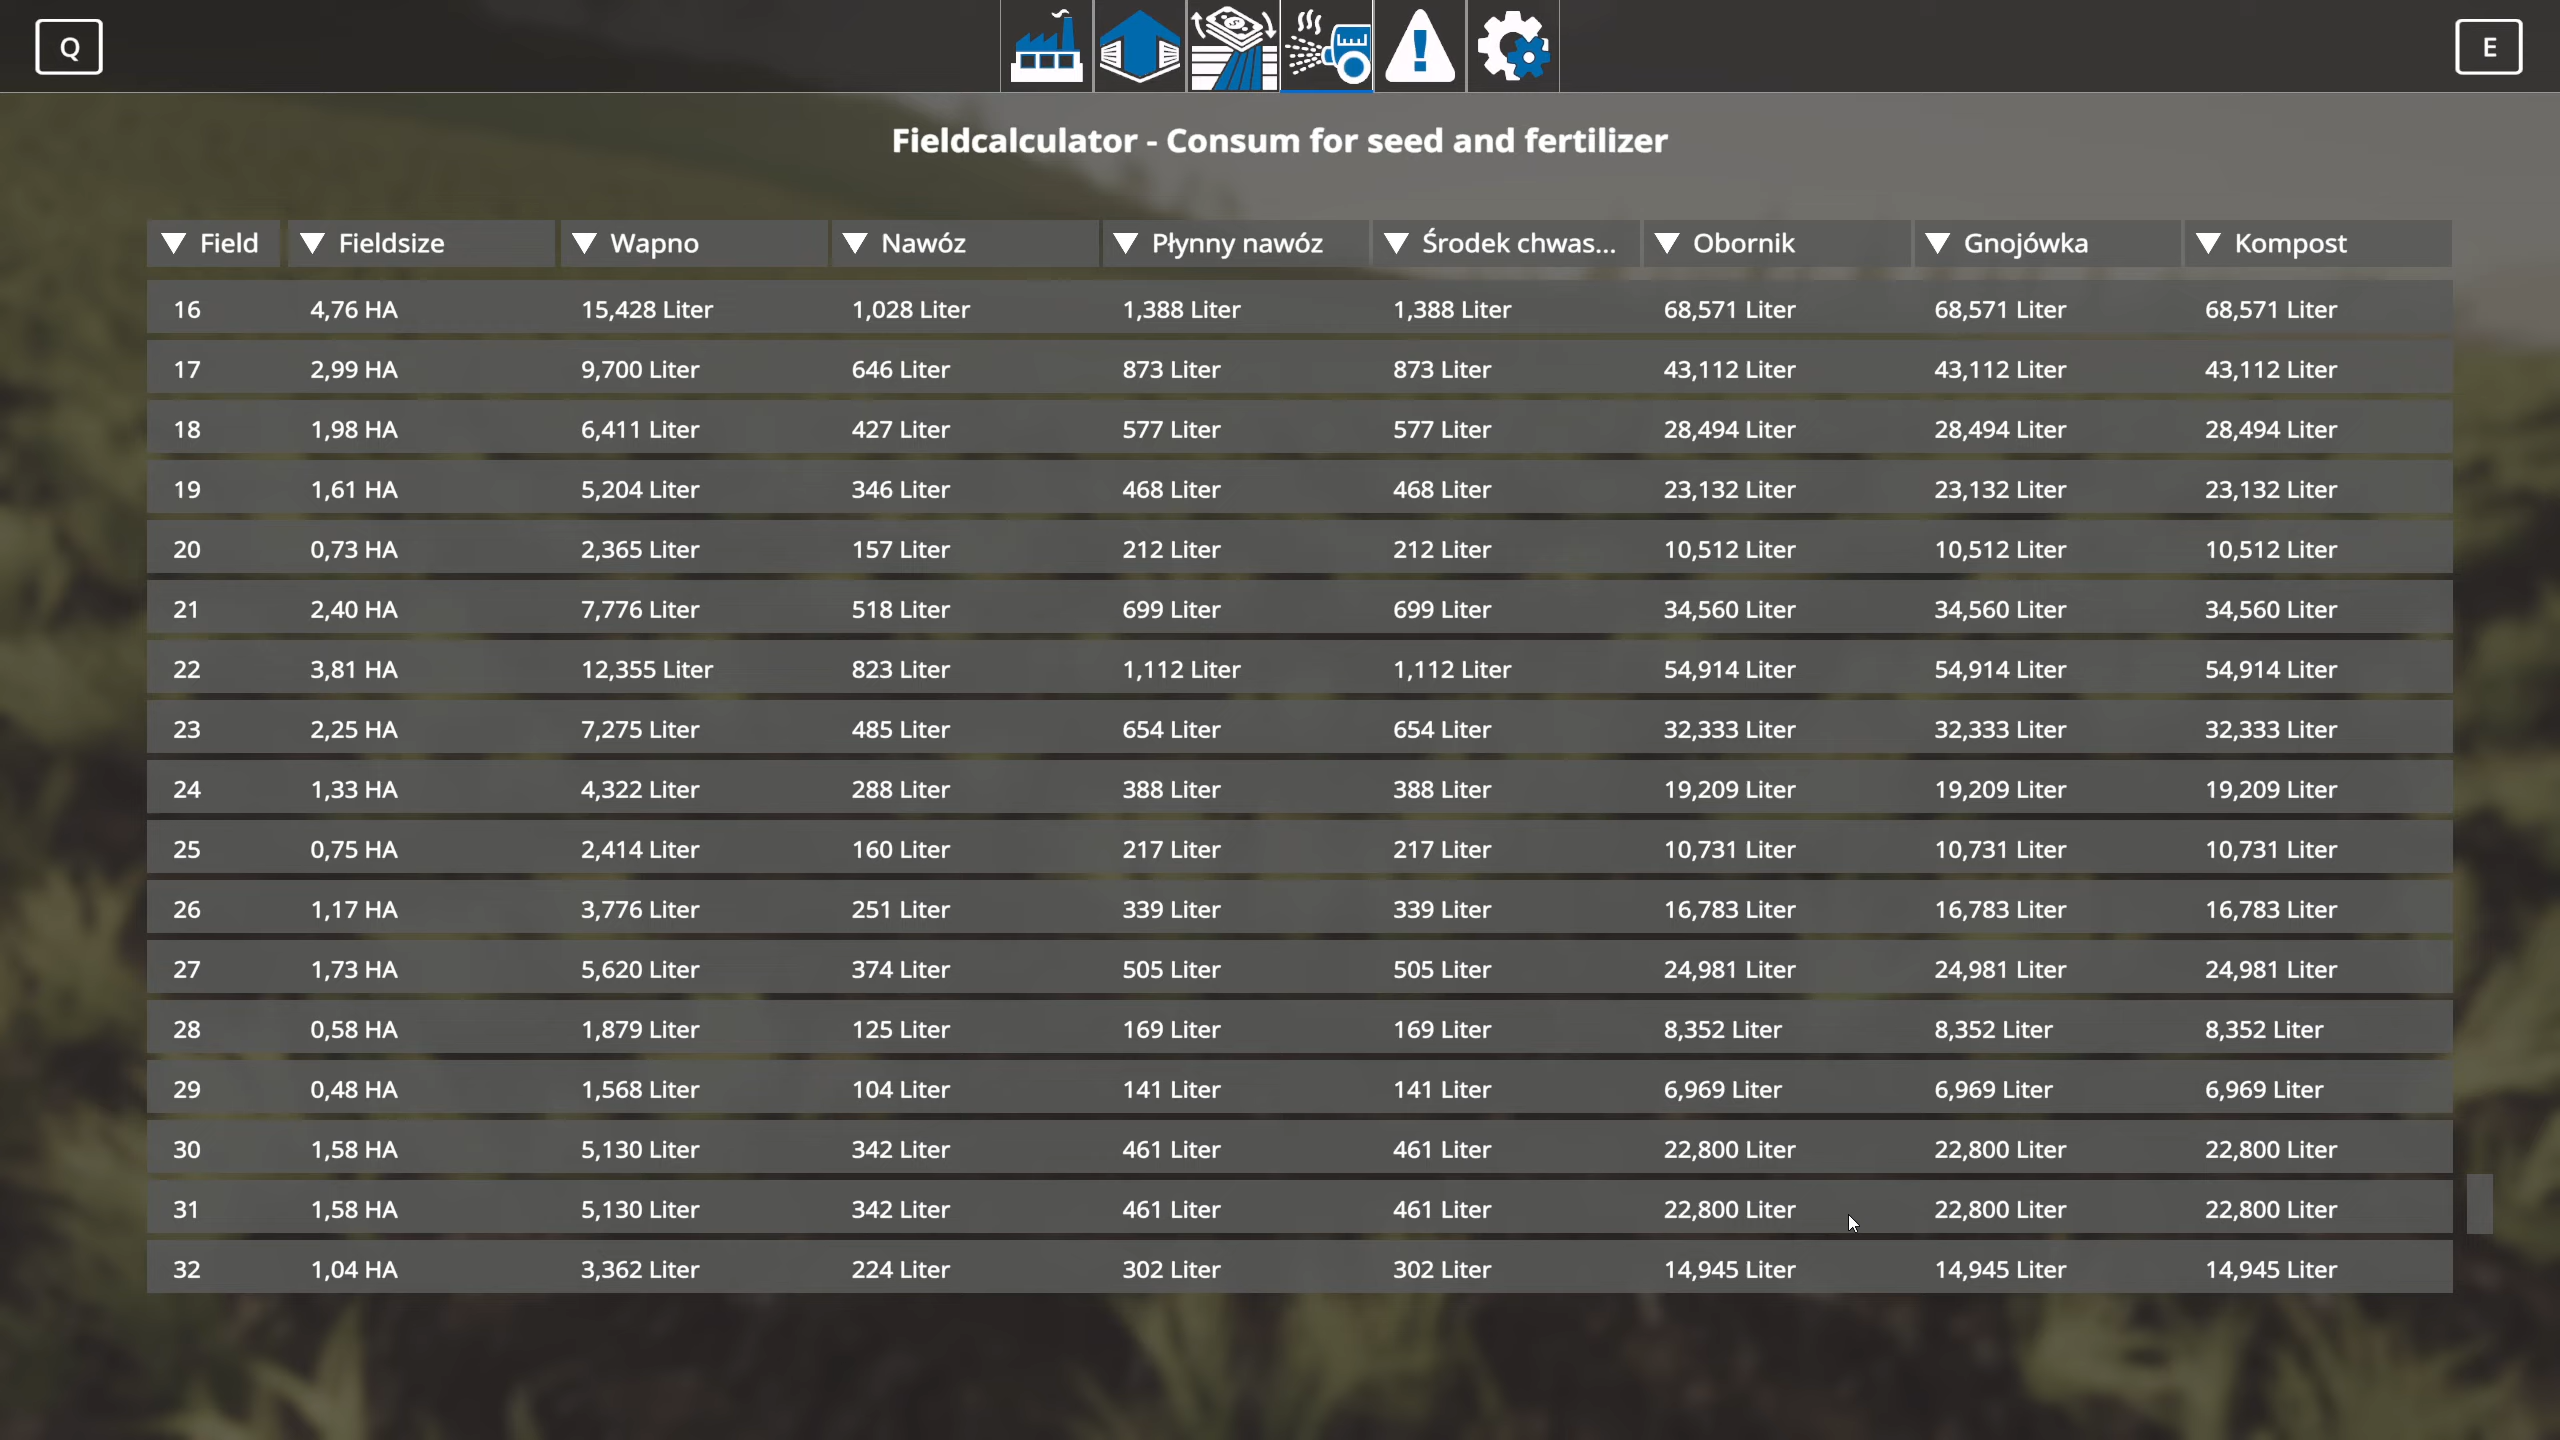 Q E
Fieldcalculator - Consum for seed and fertilizer
Field Fieldsize Wapno Nawóz Płynny nawóz Środek chwas... Obornik Gnojówka Kompost
16 4,76 HA 15,428 Liter 1,028 Liter 1,388 Liter 1,388 Liter 68,571 Liter 68,571 Liter 68,571 Liter
17 2,99 HA 9,700 Liter 646 Liter 873 Liter 873 Liter 43,112 Liter 43,112 Liter 43,112 Liter
18 1,98 HA 6,411 Liter 427 Liter 577 Liter 577 Liter 28,494 Liter 28,494 Liter 28,494 Liter
19 1,61 HA 5,204 Liter 346 Liter 468 Liter 468 Liter 23,132 Liter 23,132 Liter 23,132 Liter
20 0,73 HA 2,365 Liter 157 Liter 212 Liter 212 Liter 10,512 Liter 10,512 Liter 10,512 Liter
21 2,40 HA 7,776 Liter 518 Liter 699 Liter 699 Liter 34,560 Liter 34,560 Liter 34,560 Liter
22 3,81 HA 12,355 Liter 823 Liter 1,112 Liter 1,112 Liter 54,914 Liter 54,914 Liter 54,914 Liter
23 2,25 HA 7,275 Liter 485 Liter 654 Liter 654 Liter 32,333 Liter 32,333 Liter 32,333 Liter
24 1,33 HA 4,322 Liter 288 Liter 388 Liter 388 Liter 19,209 Liter 19,209 Liter 19,209 Liter
25 0,75 HA 2,414 Liter 160 Liter 217 Liter 217 Liter 10,731 Liter 10,731 Liter 10,731 Liter
26 1,17 HA 3,776 Liter 251 Liter 339 Liter 339 Liter 16,783 Liter 16,783 Liter 16,783 Liter
27 1,73 HA 5,620 Liter 374 Liter 505 Liter 505 Liter 24,981 Liter 24,981 Liter 24,981 Liter
28 0,58 HA 1,879 Liter 125 Liter 169 Liter 169 Liter 8,352 Liter 8,352 Liter 8,352 Liter
29 0,48 HA 1,568 Liter 104 Liter 141 Liter 141 Liter 6,969 Liter 6,969 Liter 6,969 Liter
30 1,58 HA 5,130 Liter 342 Liter 461 Liter 461 Liter 22,800 Liter 22,800 Liter 22,800 Liter
31 1,58 HA 5,130 Liter 342 Liter 461 Liter 461 Liter 22,800 Liter 22,800 Liter 22,800 Liter
32 1,04 HA 3,362 Liter 224 Liter 302 Liter 302 Liter 14,945 Liter 14,945 Liter 14,945 Liter